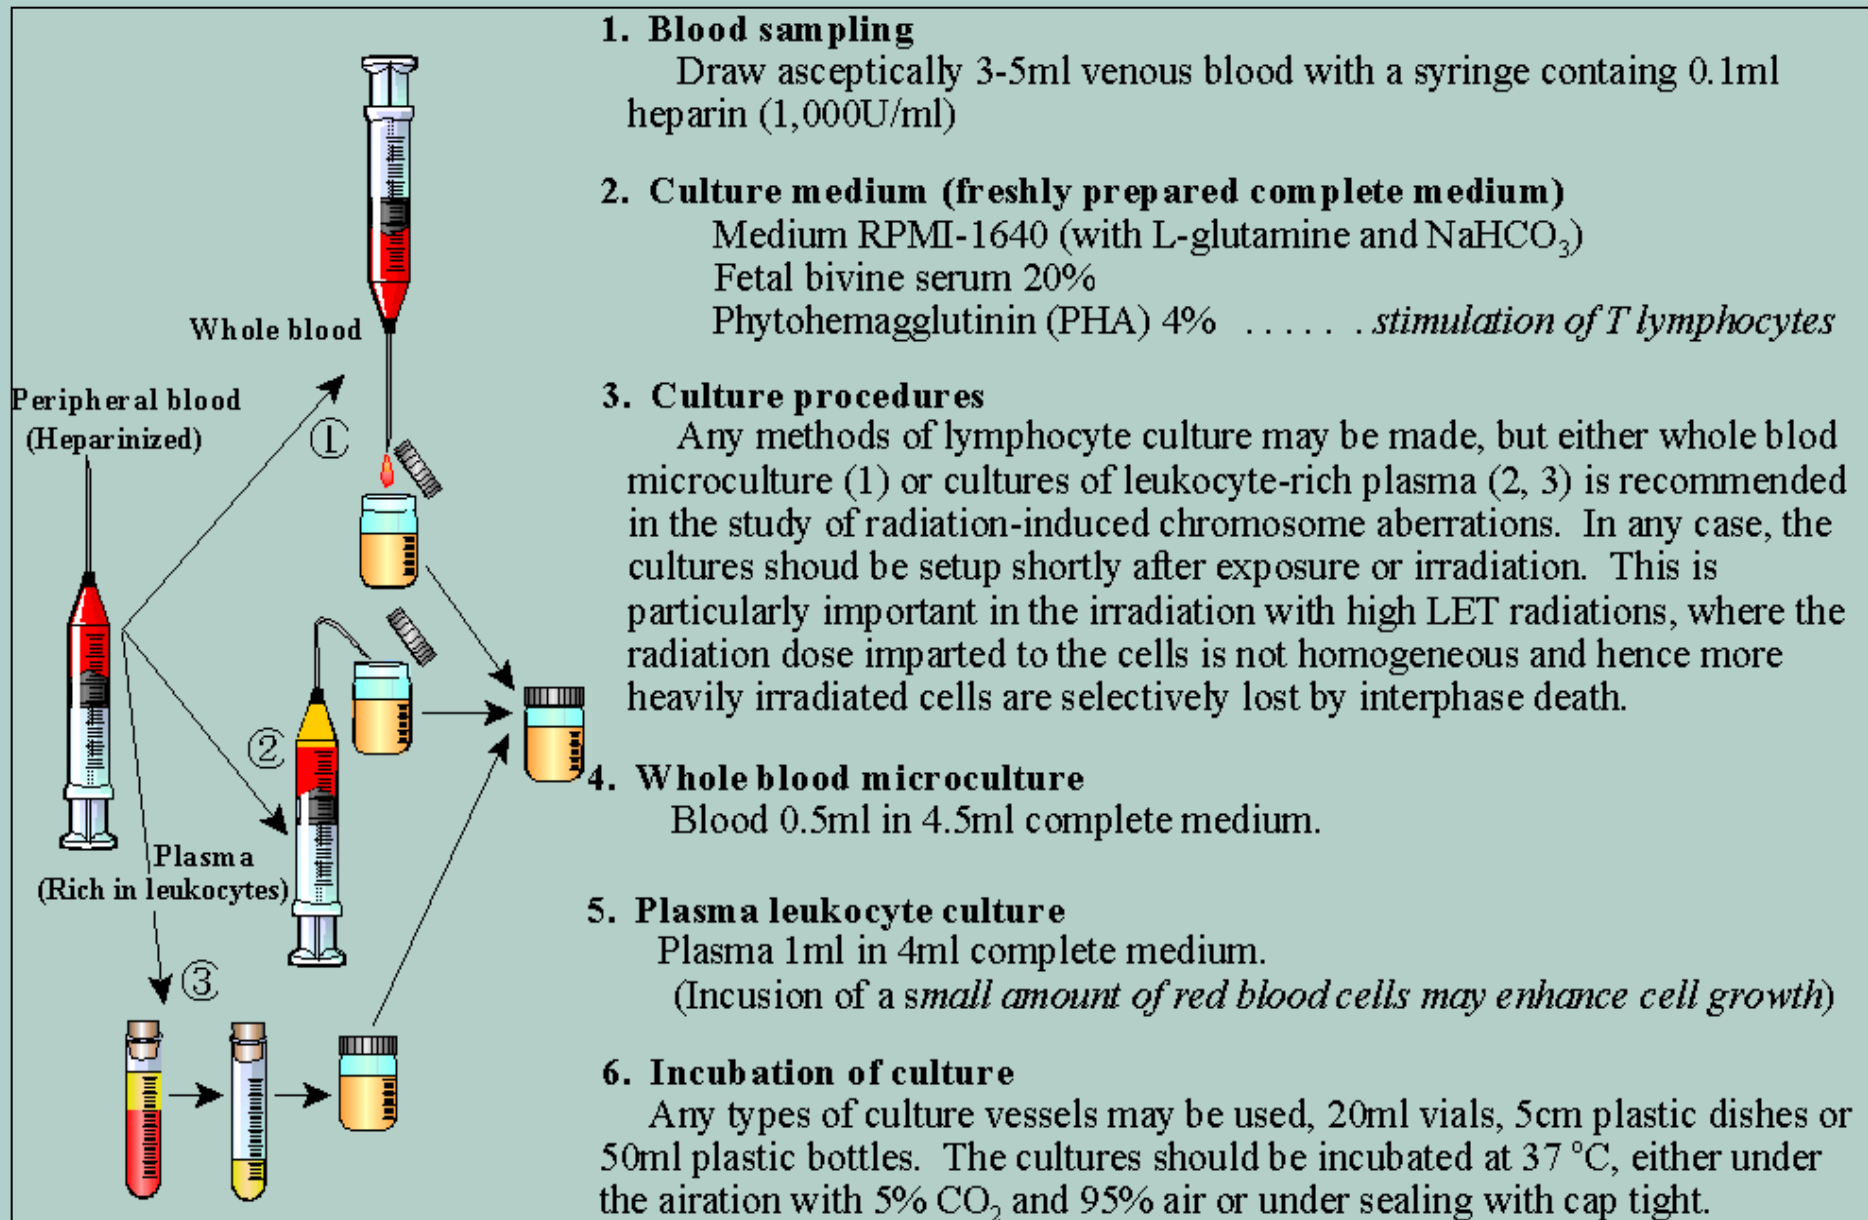 1. Blood sampling
Draw asceptically 3-5ml venous blood with a syringe containg 0.1ml
heparin (1,000U/ml)
2. Culture medium (freshly prepared complete medium)
Medium RPMI-1640 (with L-glutamine and NaHCO₃)
Fetal bivine serum 20%
Phytohemagglutinin (PHA) 4% . . . . . . stimulation of T lymphocytes
3. Culture procedures
Any methods of lymphocyte culture may be made, but either whole blod
microculture (1) or cultures of leukocyte-rich plasma (2, 3) is recommended
in the study of radiation-induced chromosome aberrations. In any case, the
cultures shoud be setup shortly after exposure or irradiation. This is
particularly important in the irradiation with high LET radiations, where the
radiation dose imparted to the cells is not homogeneous and hence more
heavily irradiated cells are selectively lost by interphase death.
4. Whole blood microculture
Blood 0.5ml in 4.5ml complete medium.
5. Plasma leukocyte culture
Plasma 1ml in 4ml complete medium.
(Incusion of a small amount of red blood cells may enhance cell growth)
6. Incubation of culture
Any types of culture vessels may be used, 20ml vials, 5cm plastic dishes or
50ml plastic bottles. The cultures should be incubated at 37 °C, either under
the airation with 5% CO₂ and 95% air or under sealing with cap tight.
Whole blood
Peripheral blood
(Heparinized)
①
②
Plasma
(Rich in leukocytes)
③